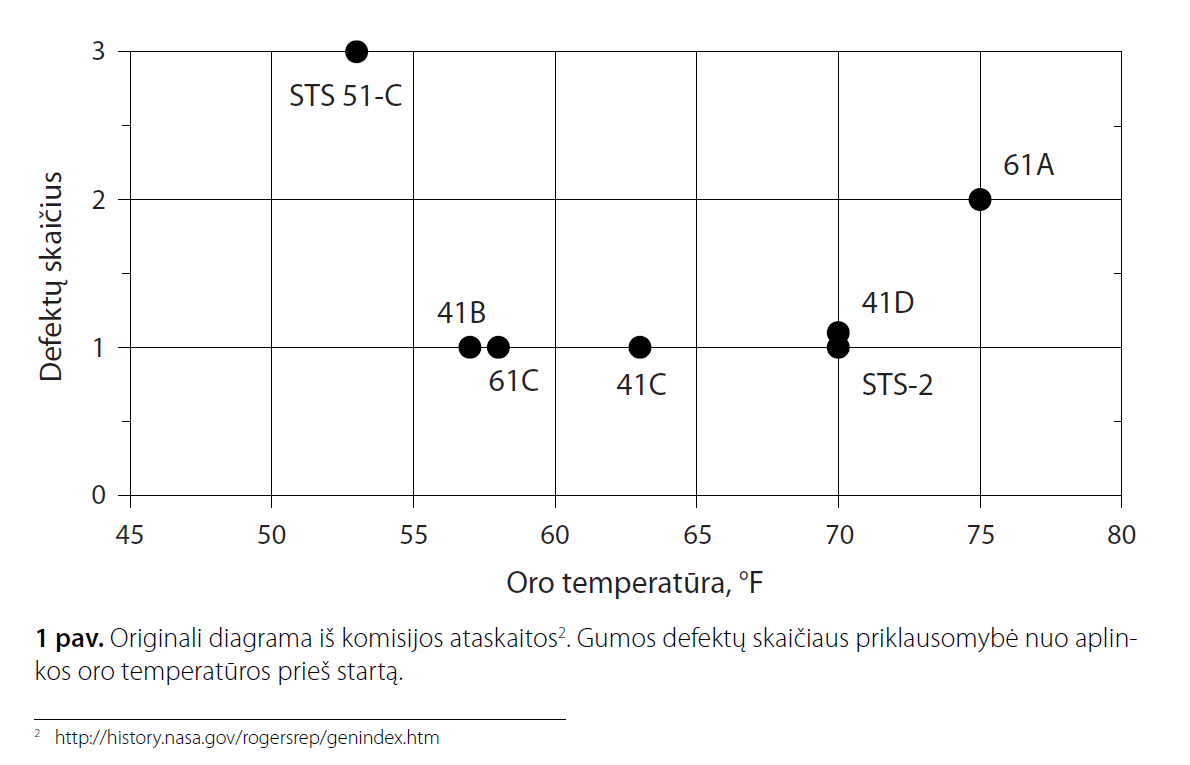 3
STS 51-C
61A
2
41B
41D
1
61C
41C
STS-2
0
Defektų skaičius
45 50 55 60 65 70 75 80
Oro temperatūra, °F
1 pav. Originali diagrama iš komisijos ataskaitos2. Gumos defektų skaičiaus priklausomybė nuo aplin-
kos oro temperatūros prieš startą.
2 http://history.nasa.gov/rogersrep/genindex.htm